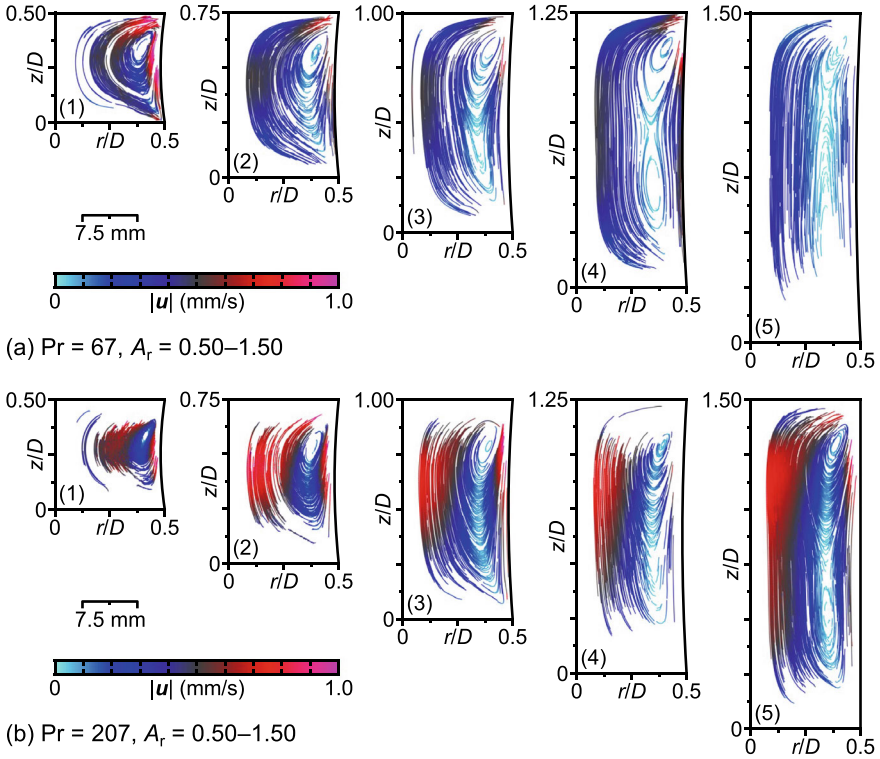 0.50
z/D
0
(1)
r/D
0.5
0.75
z/D
0
(2)
0
r/D
0.5
1.00
z/D
0
(3)
0
r/D
0.5
1.25
z/D
0
(4)
0
r/D
0.5
1.50
z/D
0
(5)
0
r/D
0.5
7.5 mm
0
|u| (mm/s)
1.0
(a) Pr = 67, Ar = 0.50–1.50
0.50
z/D
0
(1)
0
r/D
0.5
0.75
z/D
0
(2)
0
r/D
0.5
1.00
z/D
0
(3)
0
r/D
0.5
1.25
z/D
0
(4)
0
r/D
0.5
1.50
z/D
0
(5)
0
r/D
0.5
7.5 mm
0
|u| (mm/s)
1.0
(b) Pr = 207, Ar = 0.50–1.50